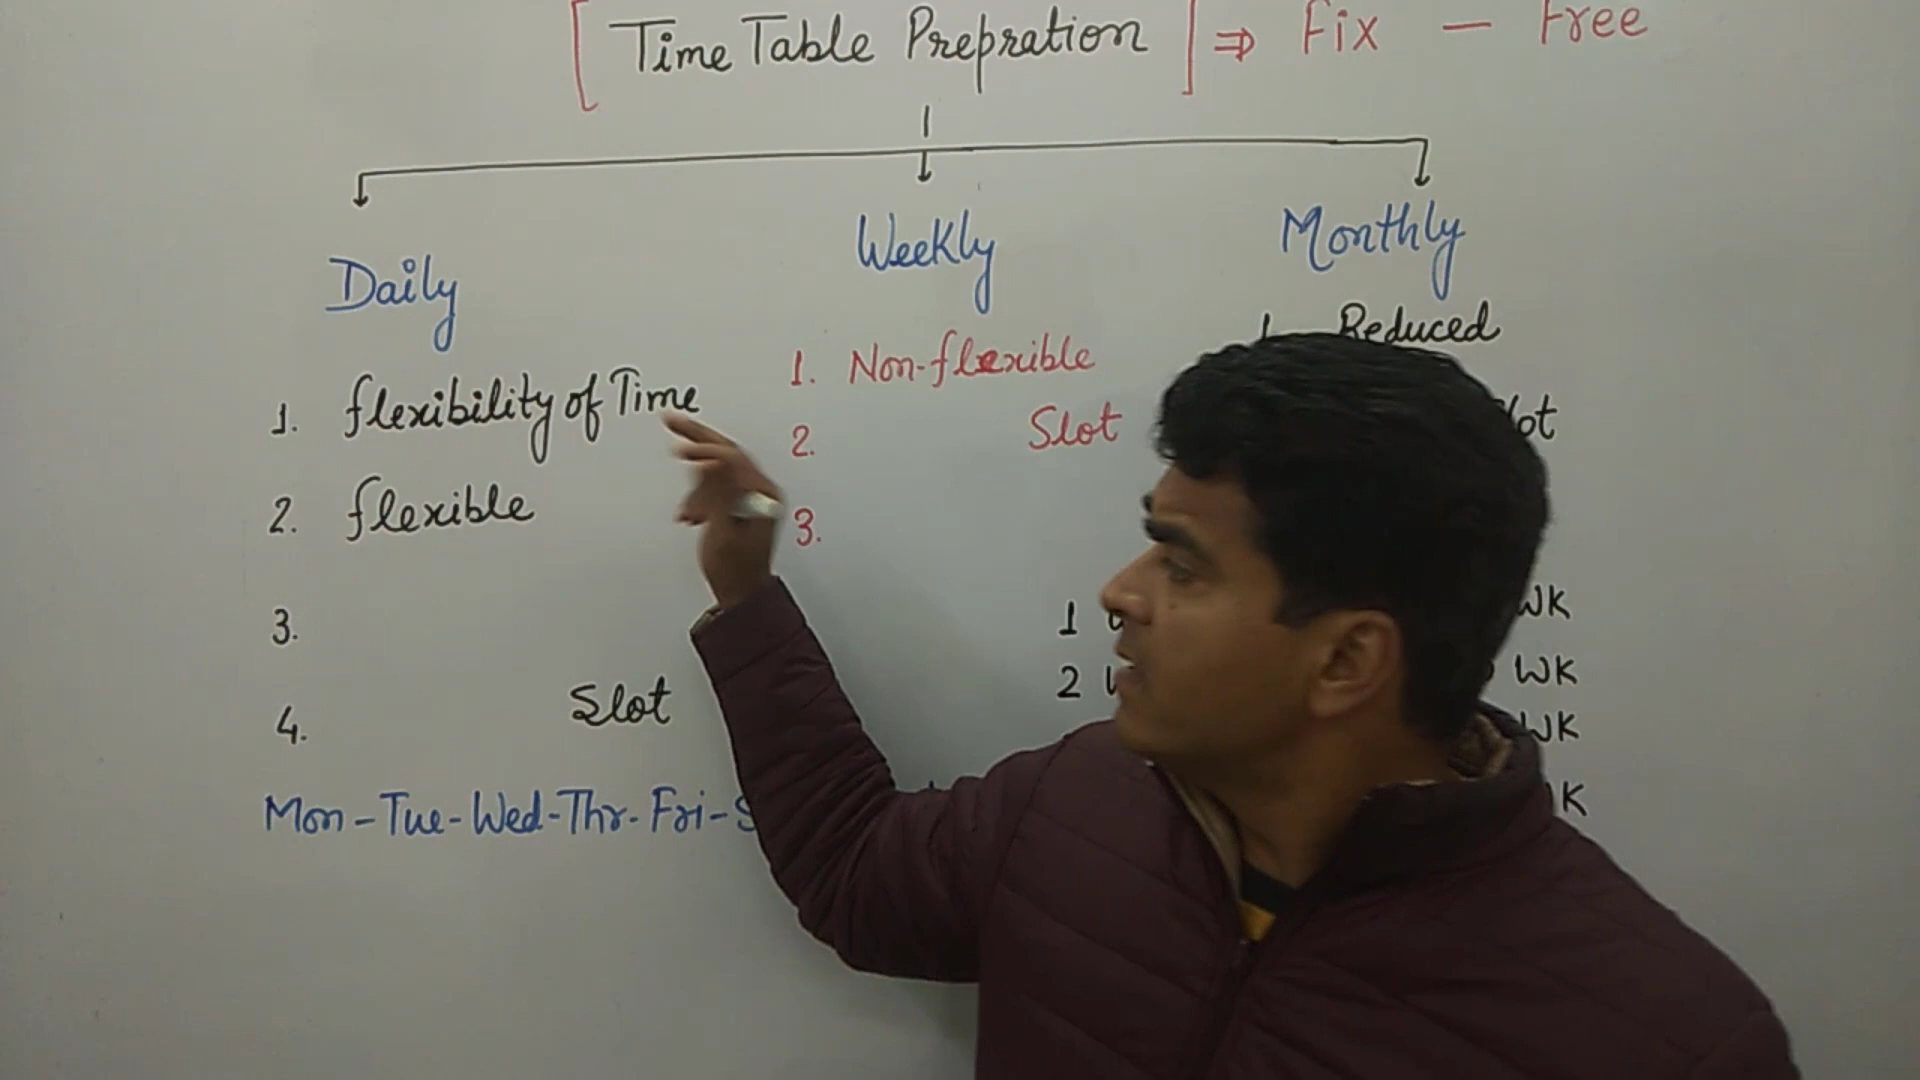 [ Time Table Prepration ] ⇒ Fix - Free
Daily
1. flexibility of Time
2. flexible
3.
4. Slot
Mon-Tue-Wed-Thr-Fri-S
Weekly
1. Non-flexible
2. Slot
3.
1
2
Monthly
1. Reduced
WK
WK
WK